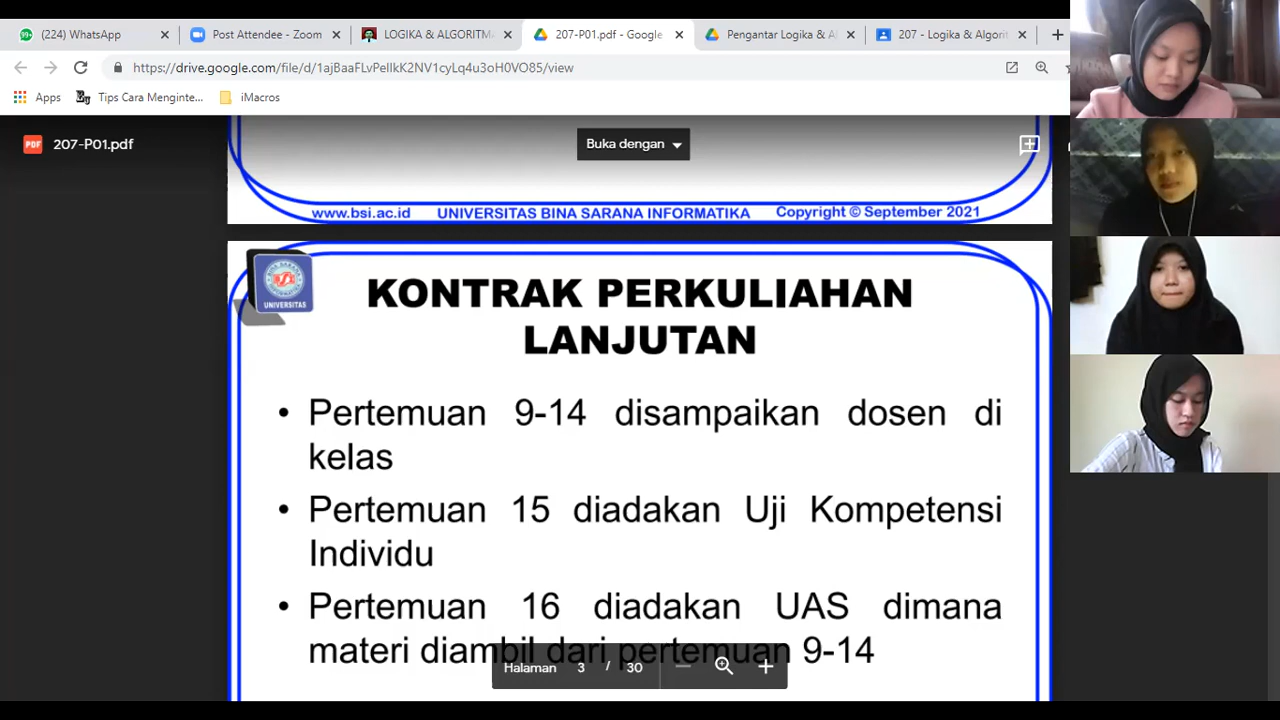 (224) WhatsApp
Post Attendee - Zoom
LOGIKA & ALGORITM
207-P01.pdf - Google
Pengantar Logika & Al
207 - Logika & Algorit
https://drive.google.com/file/d/1ajBaaFLvPelIkK2NV1cyLq4u3oH0VO85/view
Apps
Tips Cara Menginte...
iMacros
PDF
207-P01.pdf
Buka dengan
www.bsi.ac.id
UNIVERSITAS BINA SARANA INFORMATIKA
Copyright © September 2021
UNIVERSITAS
KONTRAK PERKULIAHAN
LANJUTAN
• Pertemuan 9-14 disampaikan dosen di
kelas
• Pertemuan 15 diadakan Uji Kompetensi
Individu
• Pertemuan 16 diadakan UAS dimana
materi diambil dari pertemuan 9-14
Halaman 3 / 30